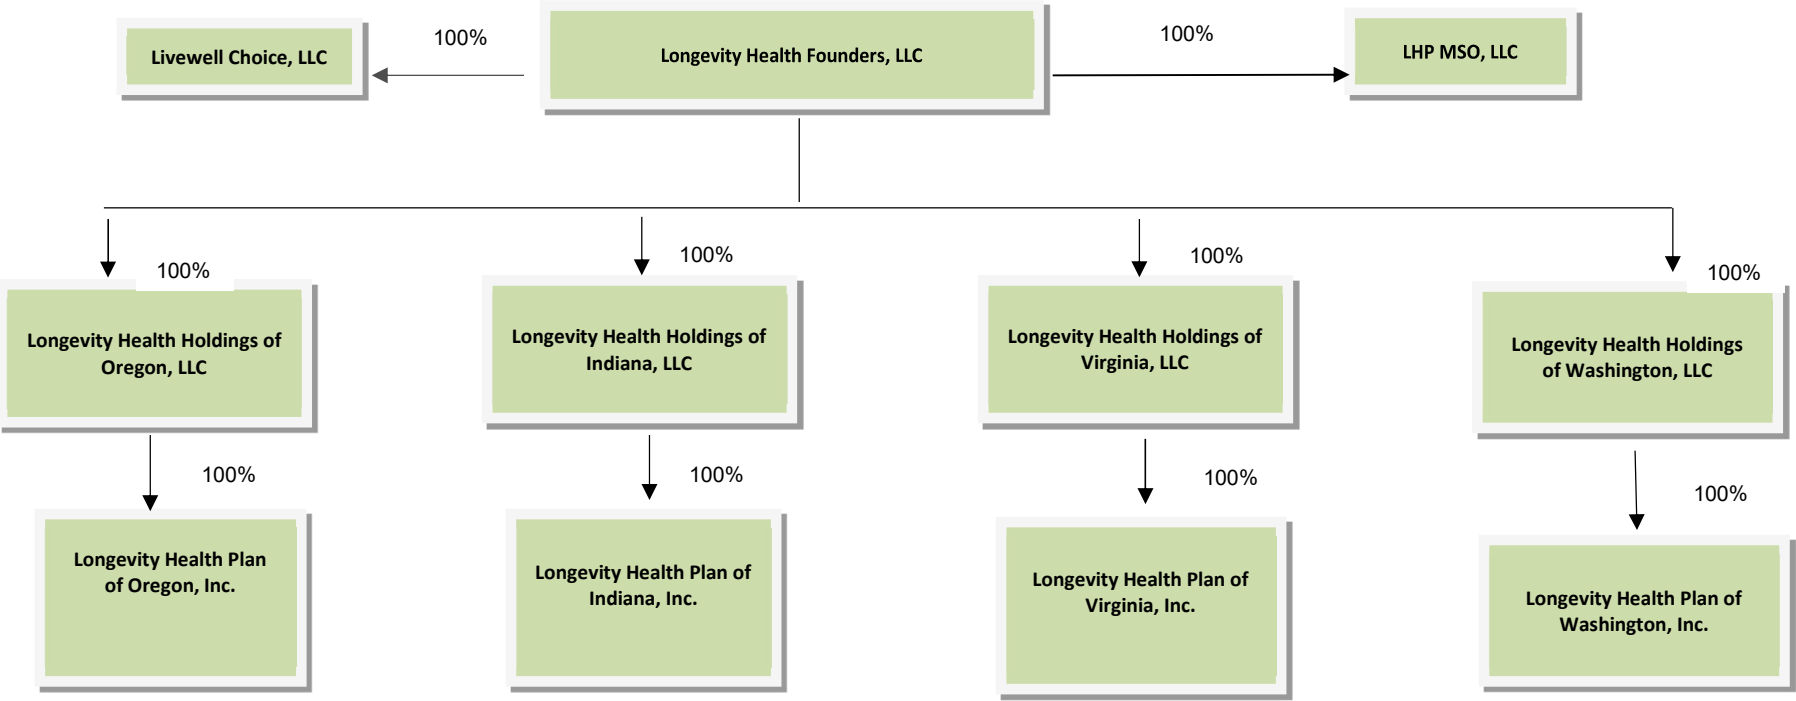 100%
Livewell Choice, LLC
Longevity Health Founders, LLC
100%
LHP MSO, LLC
100%
100%
100%
100%
Longevity Health Holdings of
Oregon, LLC
Longevity Health Holdings of
Indiana, LLC
Longevity Health Holdings of
Virginia, LLC
Longevity Health Holdings
of Washington, LLC
100%
100%
100%
100%
Longevity Health Plan
of Oregon, Inc.
Longevity Health Plan of
Indiana, Inc.
Longevity Health Plan of
Virginia, Inc.
Longevity Health Plan of
Washington, Inc.